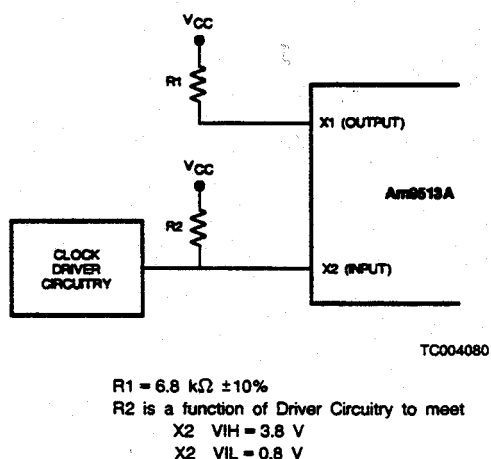 VCC
R1
X1 (OUTPUT)
VCC
Am9513A
R2
CLOCK
DRIVER
CIRCUITRY
X2 (INPUT)
TC004080
R1 = 6.8 kΩ ±10%
R2 is a function of Driver Circuitry to meet
X2 VIH = 3.8 V
X2 VIL = 0.8 V